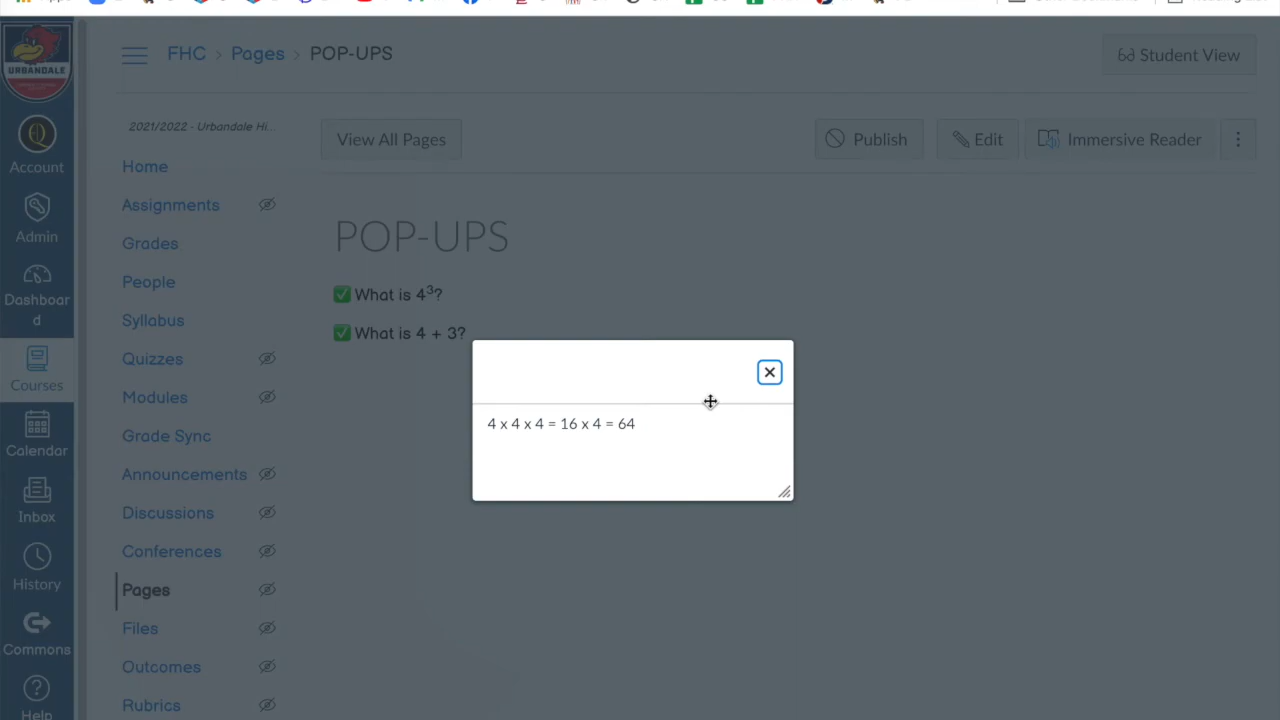 URBANDALE
FHC > Pages > POP-UPS
Student View
2021/2022 - Urbandale Hi...
View All Pages
Publish
Edit
Immersive Reader
Account
Admin
Dashboar
d
Courses
Calendar
Inbox
History
Commons
Help
Home
Assignments
Grades
People
Syllabus
Quizzes
Modules
Grade Sync
Announcements
Discussions
Conferences
Pages
Files
Outcomes
Rubrics
POP-UPS
✅ What is 4³?
✅ What is 4 + 3?
4 x 4 x 4 = 16 x 4 = 64